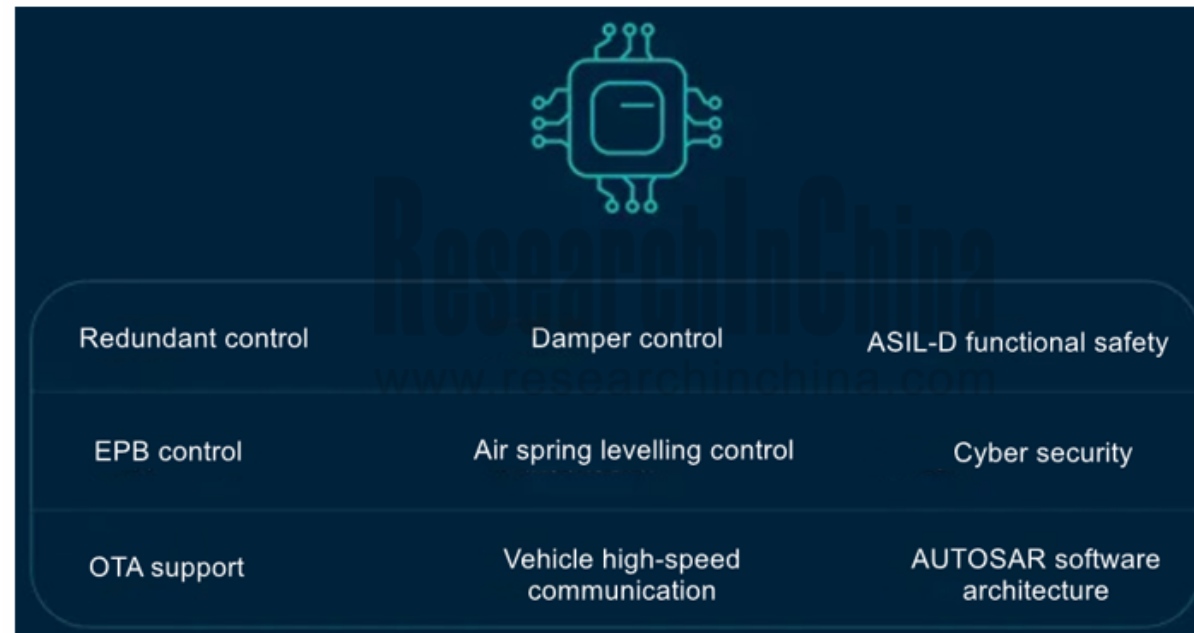 ResearchInChina
www.researchinchina.com
Redundant control
Damper control
ASIL-D functional safety
EPB control
Air spring levelling control
Cyber security
OTA support
Vehicle high-speed
communication
AUTOSAR software
architecture